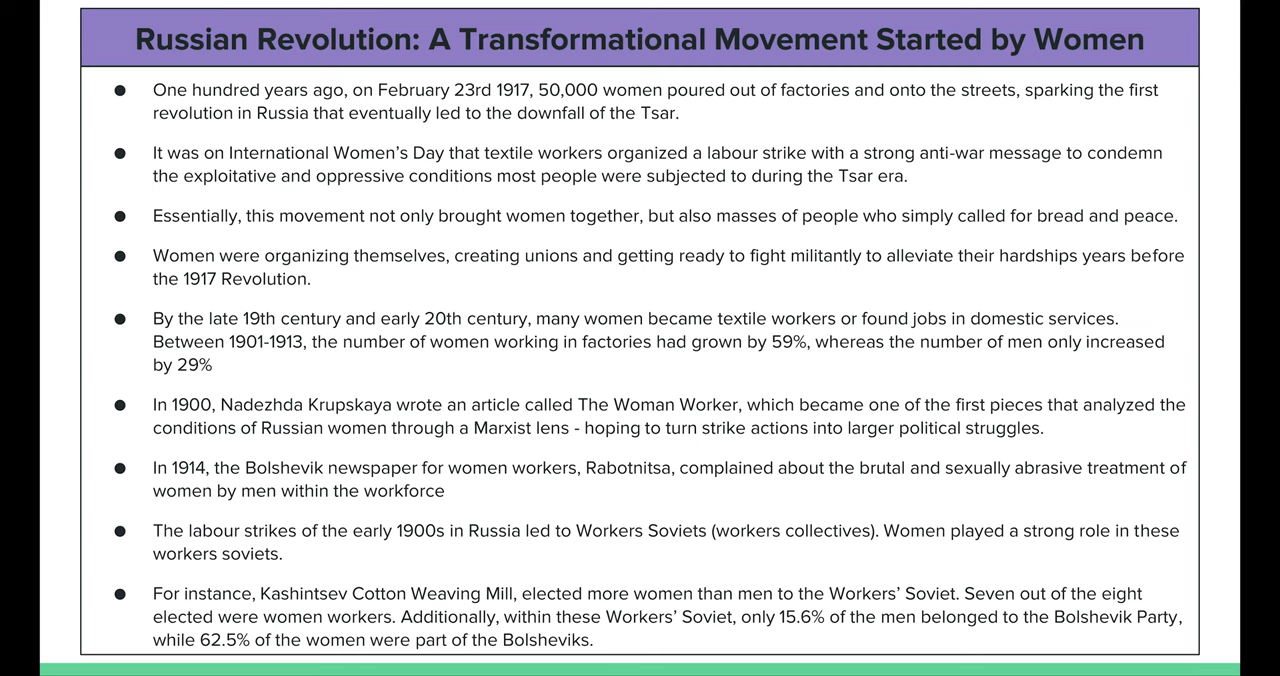 Russian Revolution: A Transformational Movement Started by Women
● One hundred years ago, on February 23rd 1917, 50,000 women poured out of factories and onto the streets, sparking the first
revolution in Russia that eventually led to the downfall of the Tsar.
● It was on International Women’s Day that textile workers organized a labour strike with a strong anti-war message to condemn
the exploitative and oppressive conditions most people were subjected to during the Tsar era.
● Essentially, this movement not only brought women together, but also masses of people who simply called for bread and peace.
● Women were organizing themselves, creating unions and getting ready to fight militantly to alleviate their hardships years before
the 1917 Revolution.
● By the late 19th century and early 20th century, many women became textile workers or found jobs in domestic services.
Between 1901-1913, the number of women working in factories had grown by 59%, whereas the number of men only increased
by 29%
● In 1900, Nadezhda Krupskaya wrote an article called The Woman Worker, which became one of the first pieces that analyzed the
conditions of Russian women through a Marxist lens - hoping to turn strike actions into larger political struggles.
● In 1914, the Bolshevik newspaper for women workers, Rabotnitsa, complained about the brutal and sexually abrasive treatment of
women by men within the workforce
● The labour strikes of the early 1900s in Russia led to Workers Soviets (workers collectives). Women played a strong role in these
workers soviets.
● For instance, Kashintsev Cotton Weaving Mill, elected more women than men to the Workers’ Soviet. Seven out of the eight
elected were women workers. Additionally, within these Workers’ Soviet, only 15.6% of the men belonged to the Bolshevik Party,
while 62.5% of the women were part of the Bolsheviks.